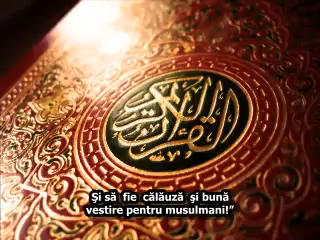 القرآن الكريم
Şi să fie călăuză şi bună
vestire pentru musulmani!”